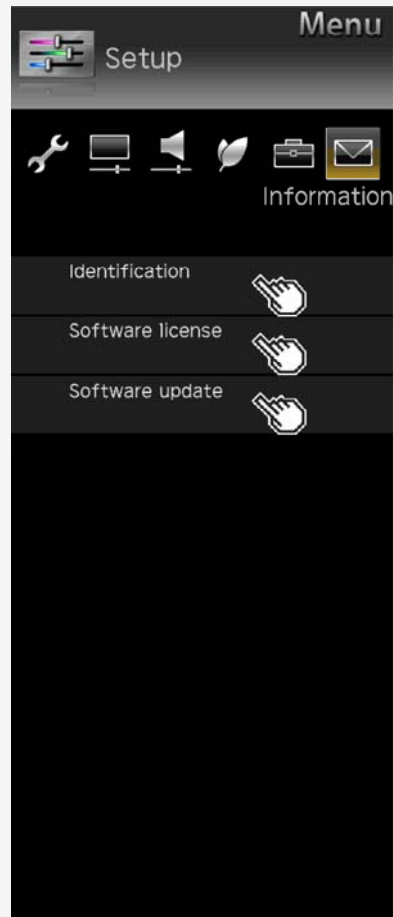 Menu
Setup
Information
Identification
Software license
Software update